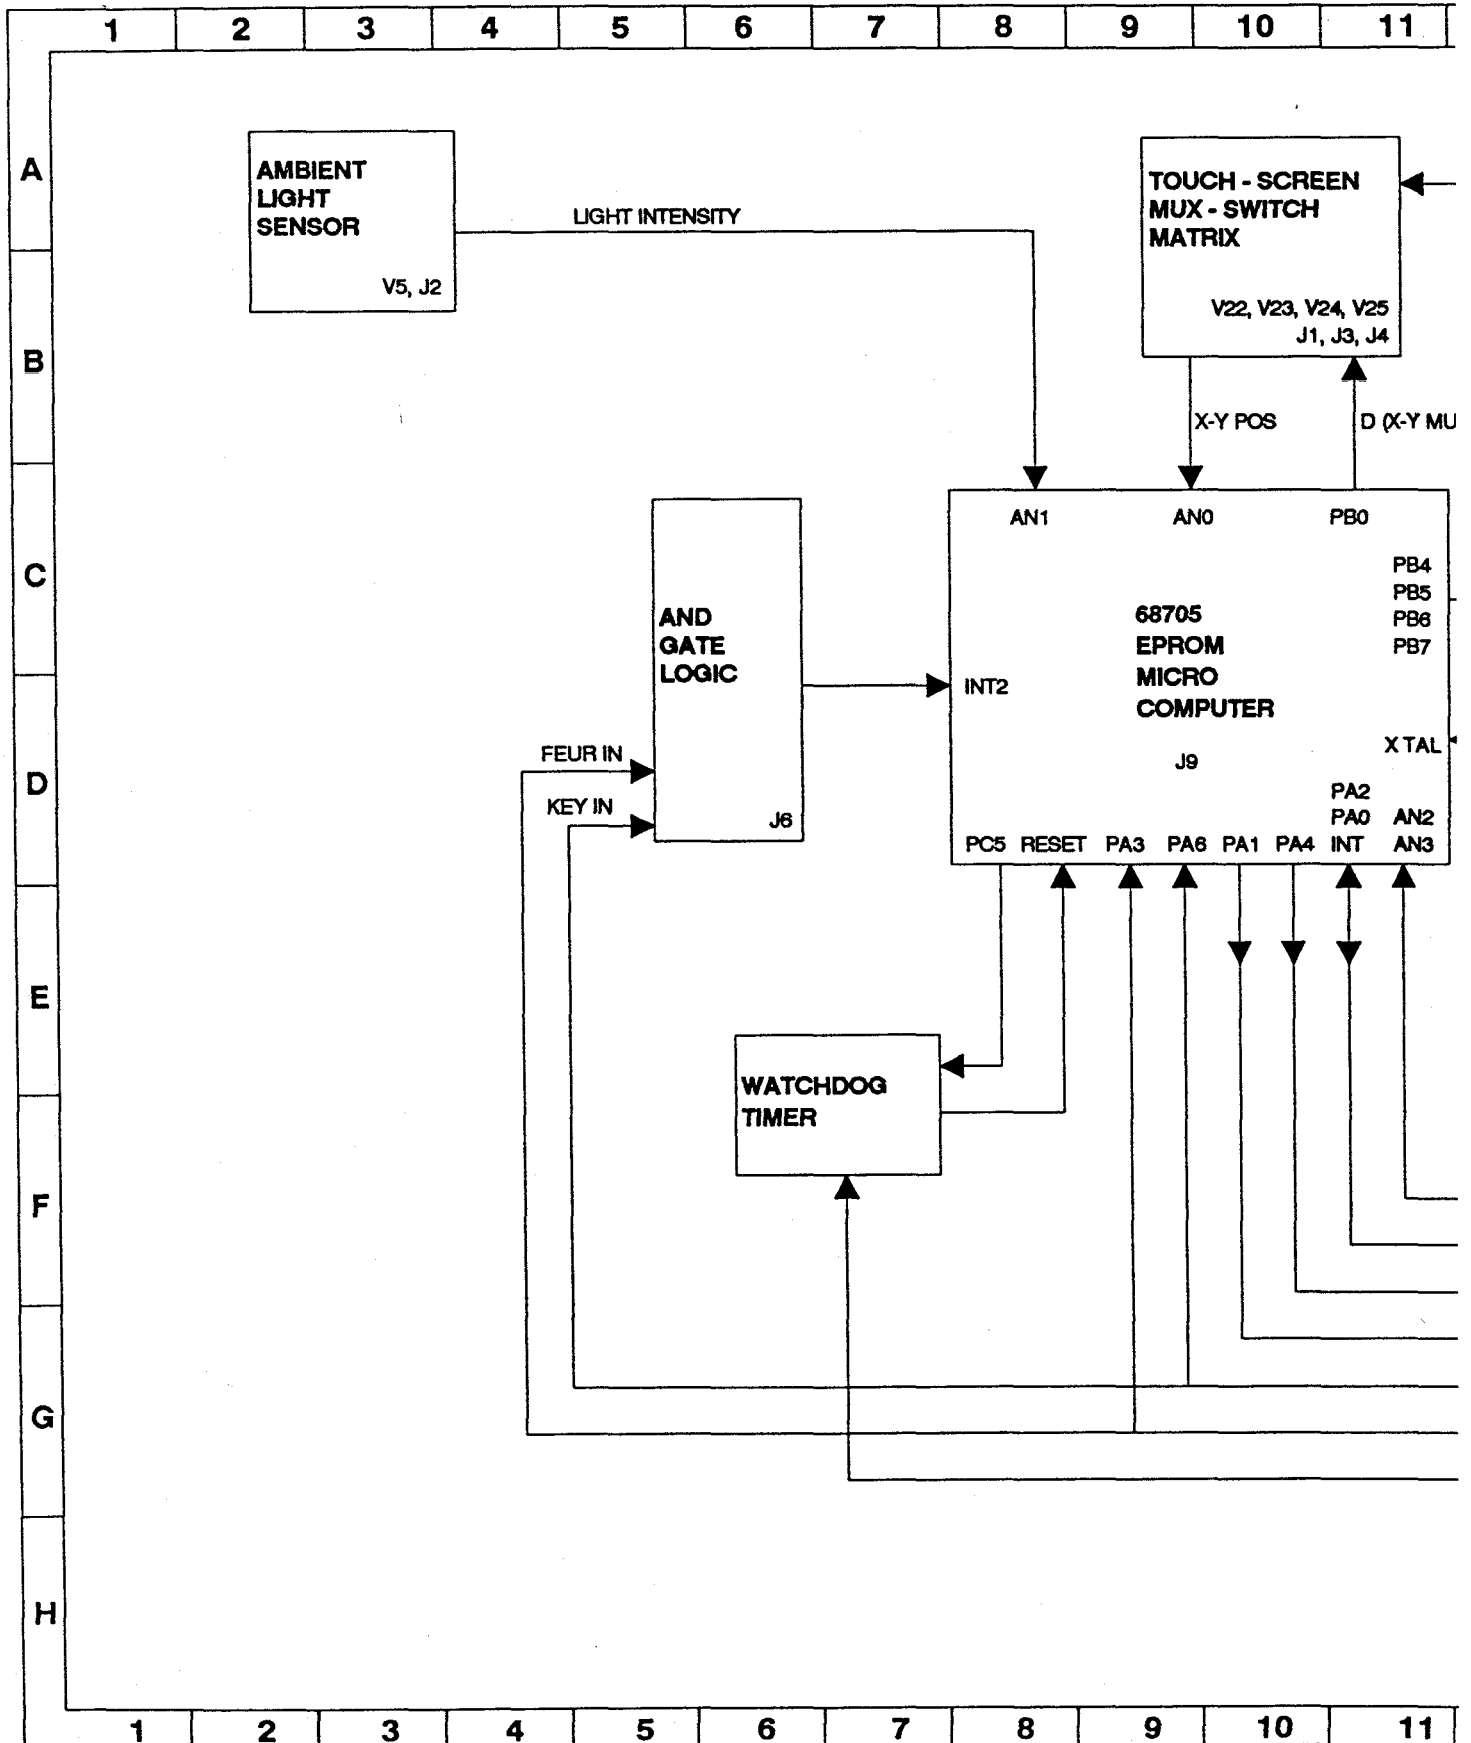 1 2 3 4 5 6 7 8 9 10 11
A
B
C
D
E
F
G
H
AMBIENT
LIGHT
SENSOR
V5, J2
LIGHT INTENSITY
TOUCH - SCREEN
MUX - SWITCH
MATRIX
V22, V23, V24, V25
J1, J3, J4
X-Y POS
D (X-Y MU
AND
GATE
LOGIC
J6
FEUR IN
KEY IN
AN1 AN0 PB0
PB4
PB5
PB6
PB7
68705
EPROM
MICRO
COMPUTER
J9
INT2
X TAL
PA2
PA0 AN2
PC5 RESET PA3 PA6 PA1 PA4 INT AN3
WATCHDOG
TIMER
1 2 3 4 5 6 7 8 9 10 11